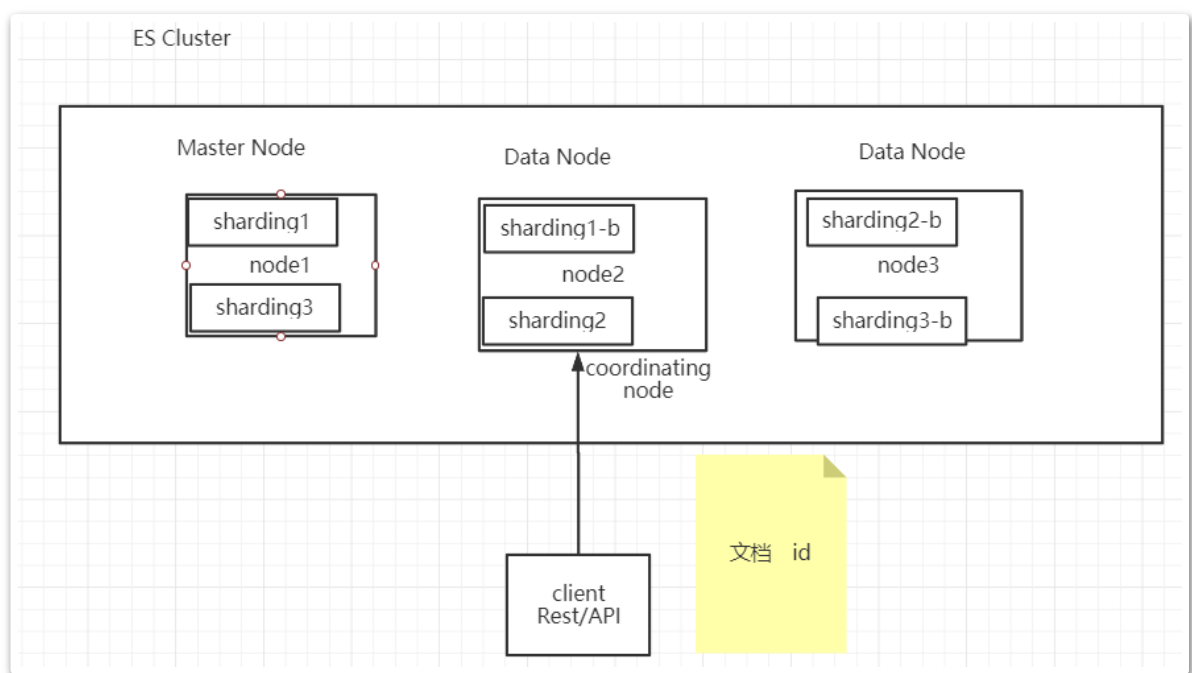 ES Cluster
Master Node
Data Node
Data Node
sharding1
node1
sharding3
sharding1-b
node2
sharding2
sharding2-b
node3
sharding3-b
coordinating
node
文档 id
client
Rest/API